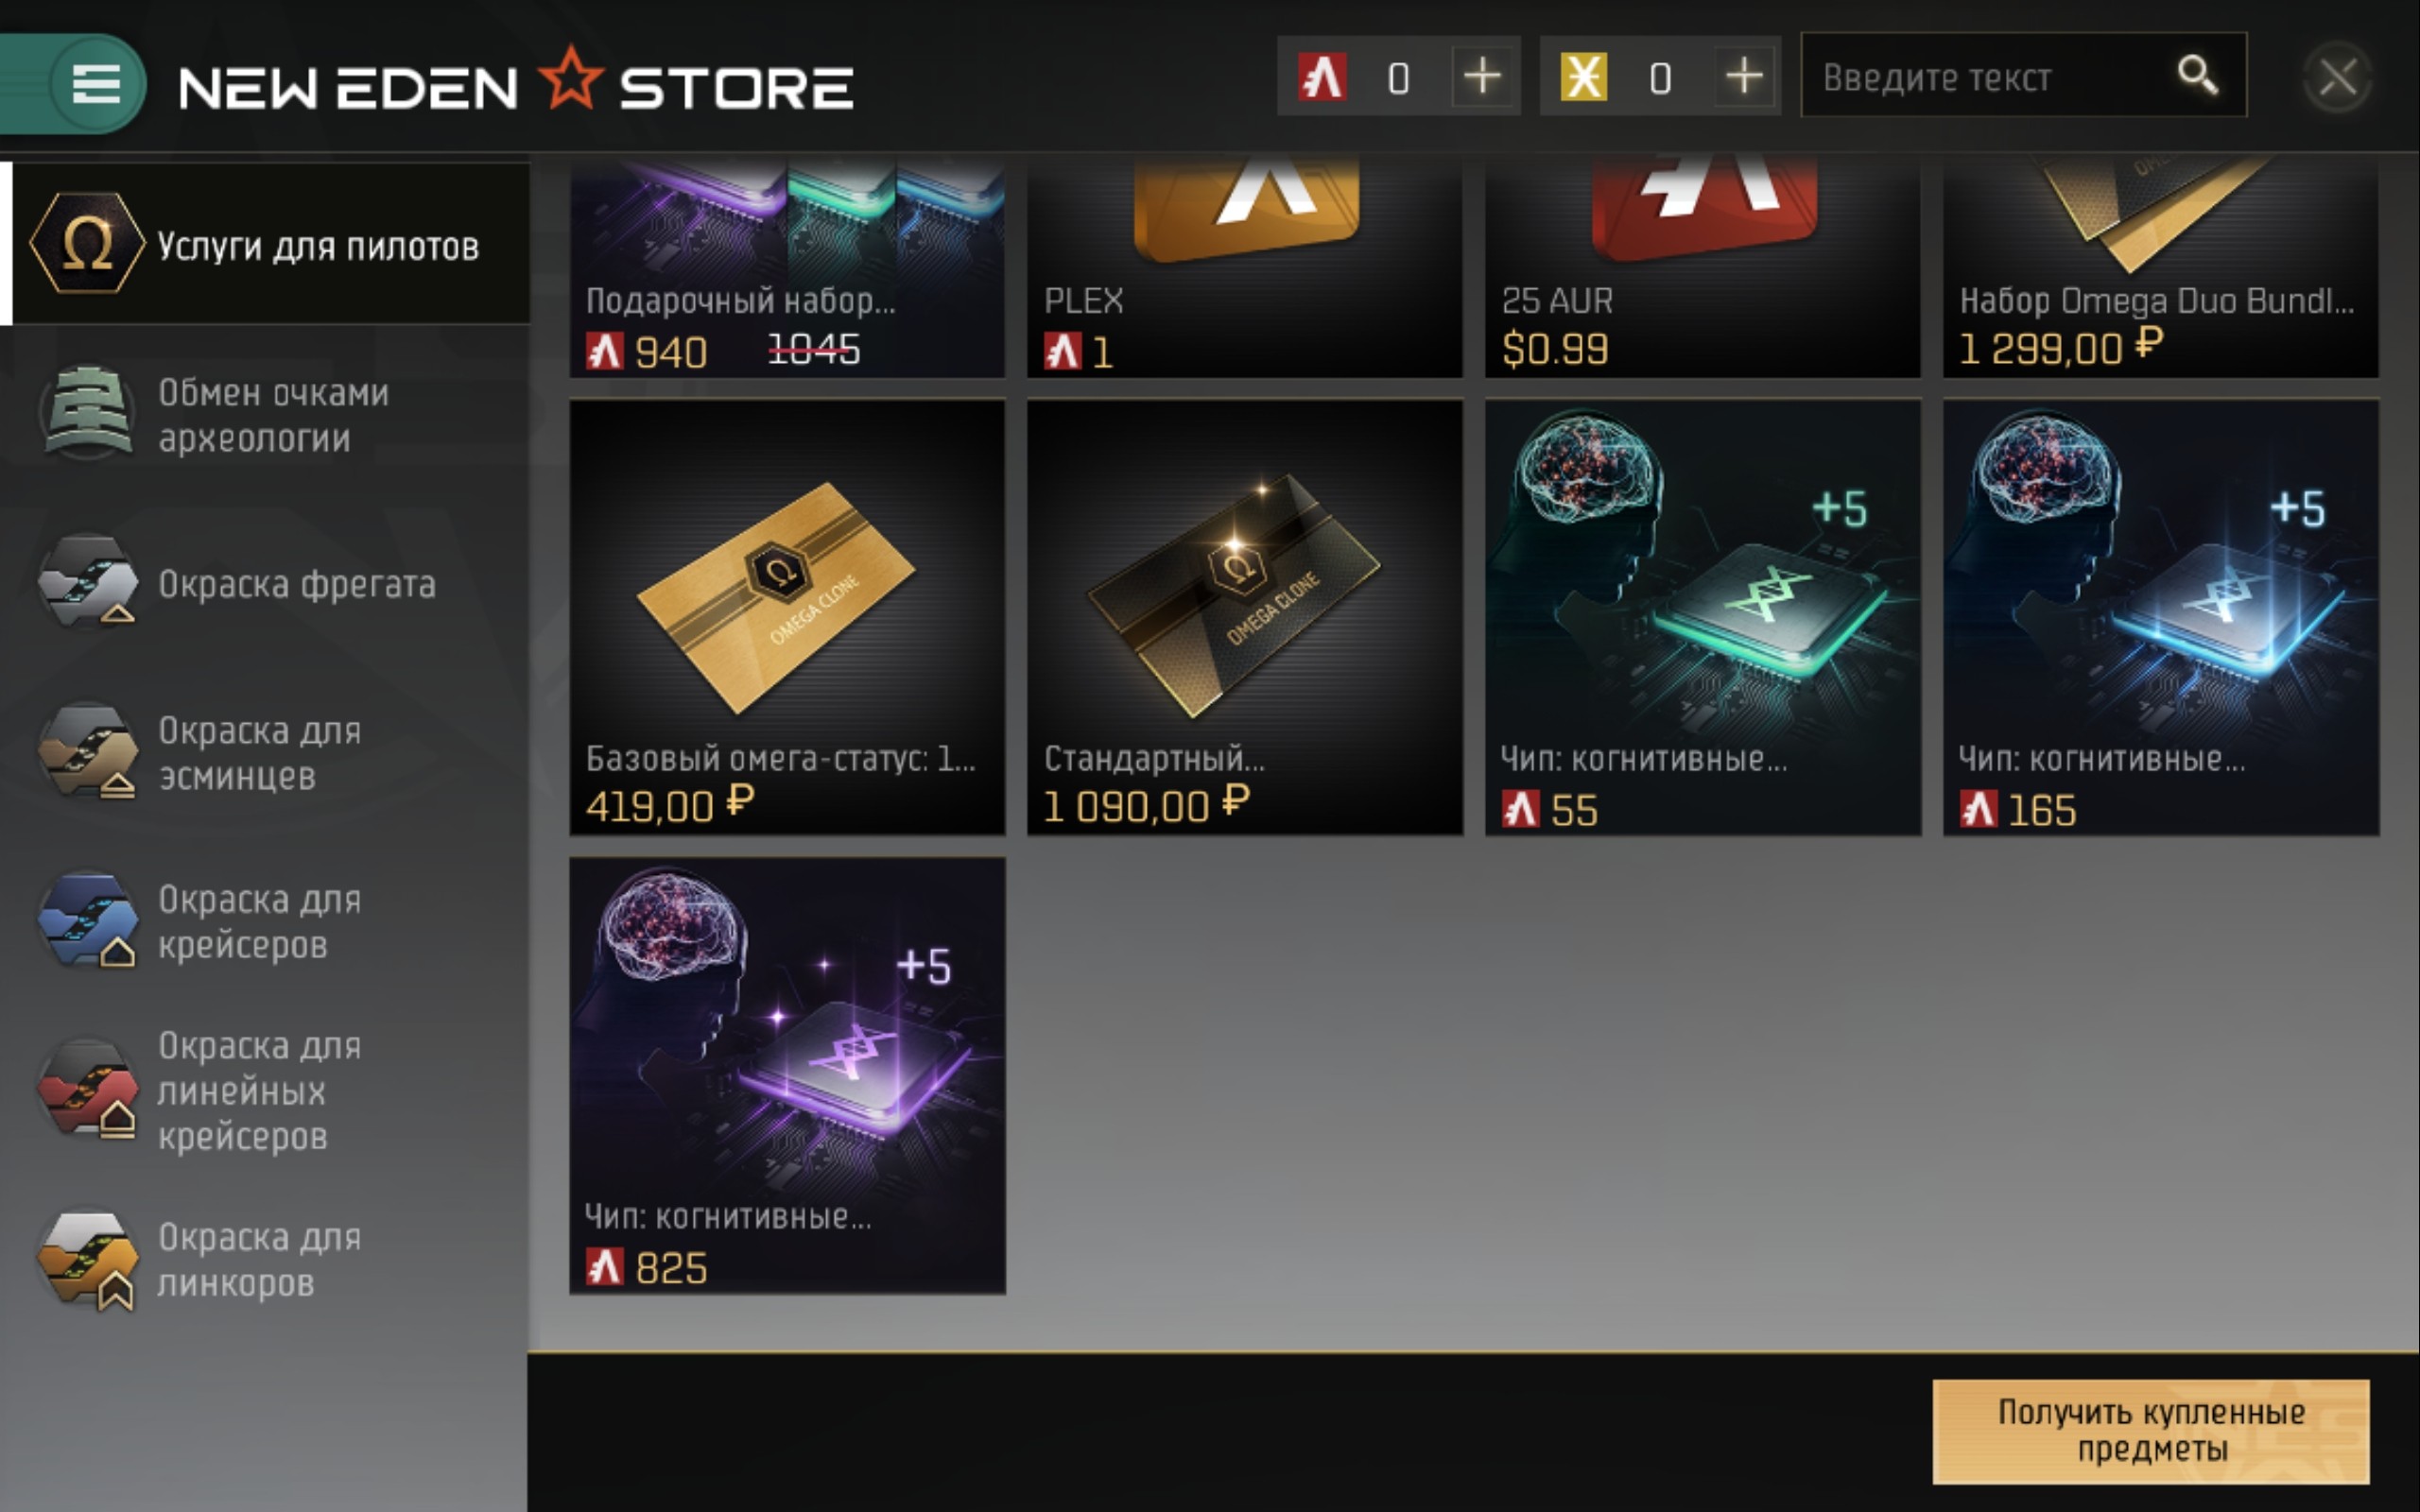 NEW EDEN STORE
0 +
0 +
Введите текст
Услуги для пилотов
Обмен очками
археологии
Окраска фрегата
Окраска для
эсминцев
Окраска для
крейсеров
Окраска для
линейных
крейсеров
Окраска для
линкоров
Подарочный набор...
940 1045
PLEX
1
25 AUR
$0.99
Набор Omega Duo Bundl...
1 299,00 ₽
OMEGA CLONE
Базовый омега-статус: 1...
419,00 ₽
OMEGA CLONE
Стандартный...
1 090,00 ₽
+5
Чип: когнитивные...
55
+5
Чип: когнитивные...
165
+5
Чип: когнитивные...
825
Получить купленные
предметы